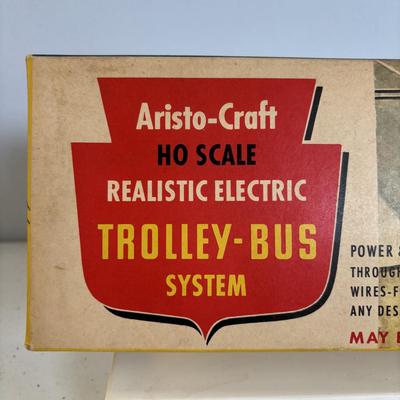 Aristo-Craft
HO SCALE
REALISTIC ELECTRIC
TROLLEY-BUS
SYSTEM
POWER &
THROUGH
WIRES-F
ANY DES
MAY